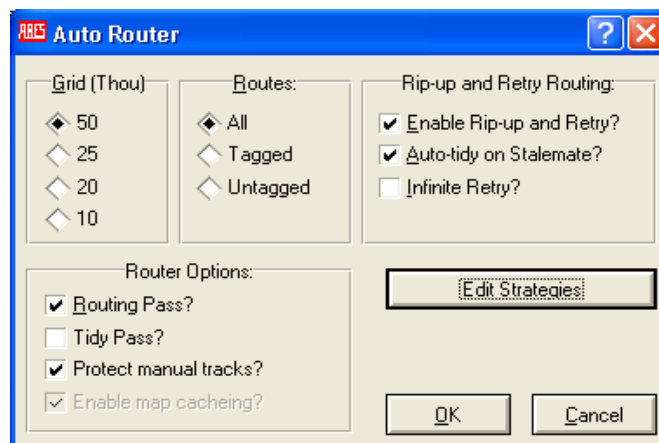 ARES Auto Router
Grid (Thou)
50
25
20
10
Routes:
All
Tagged
Untagged
Rip-up and Retry Routing:
Enable Rip-up and Retry?
Auto-tidy on Stalemate?
Infinite Retry?
Router Options:
Routing Pass?
Tidy Pass?
Protect manual tracks?
Enable map cacheing?
Edit Strategies
OK
Cancel